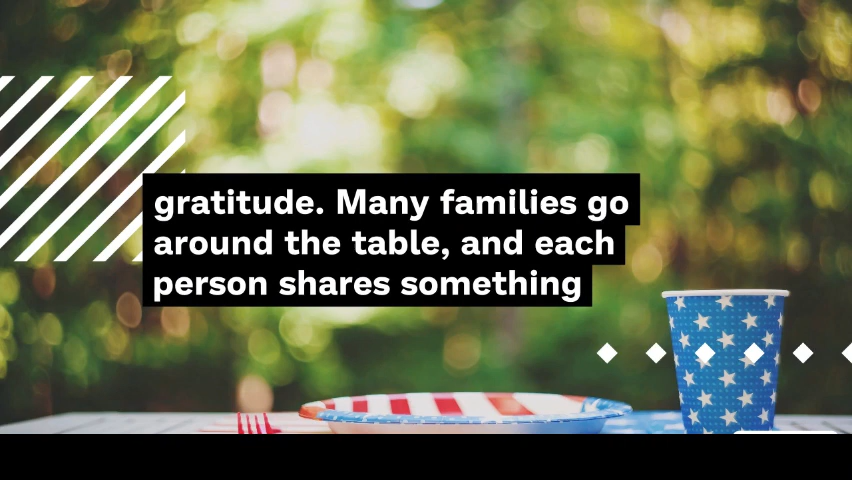 gratitude. Many families go
around the table, and each
person shares something